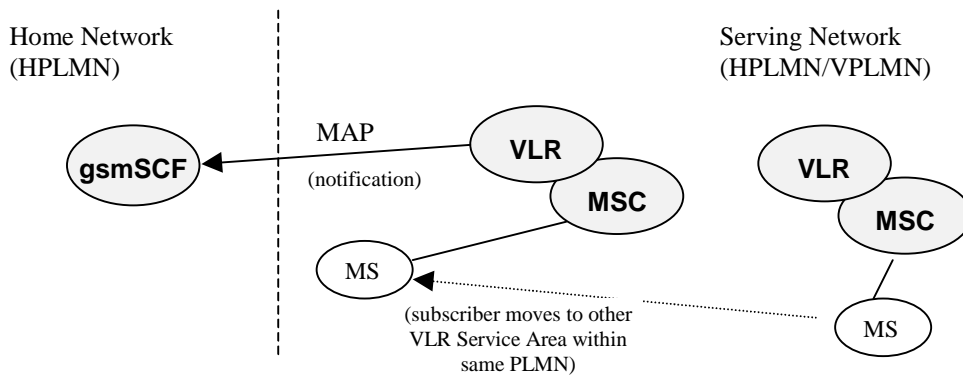 Home Network
(HPLMN)
Serving Network
(HPLMN/VPLMN)
MAP
(notification)
gsmSCF
VLR
MSC
VLR
MSC
MS
MS
(subscriber moves to other
VLR Service Area within
same PLMN)